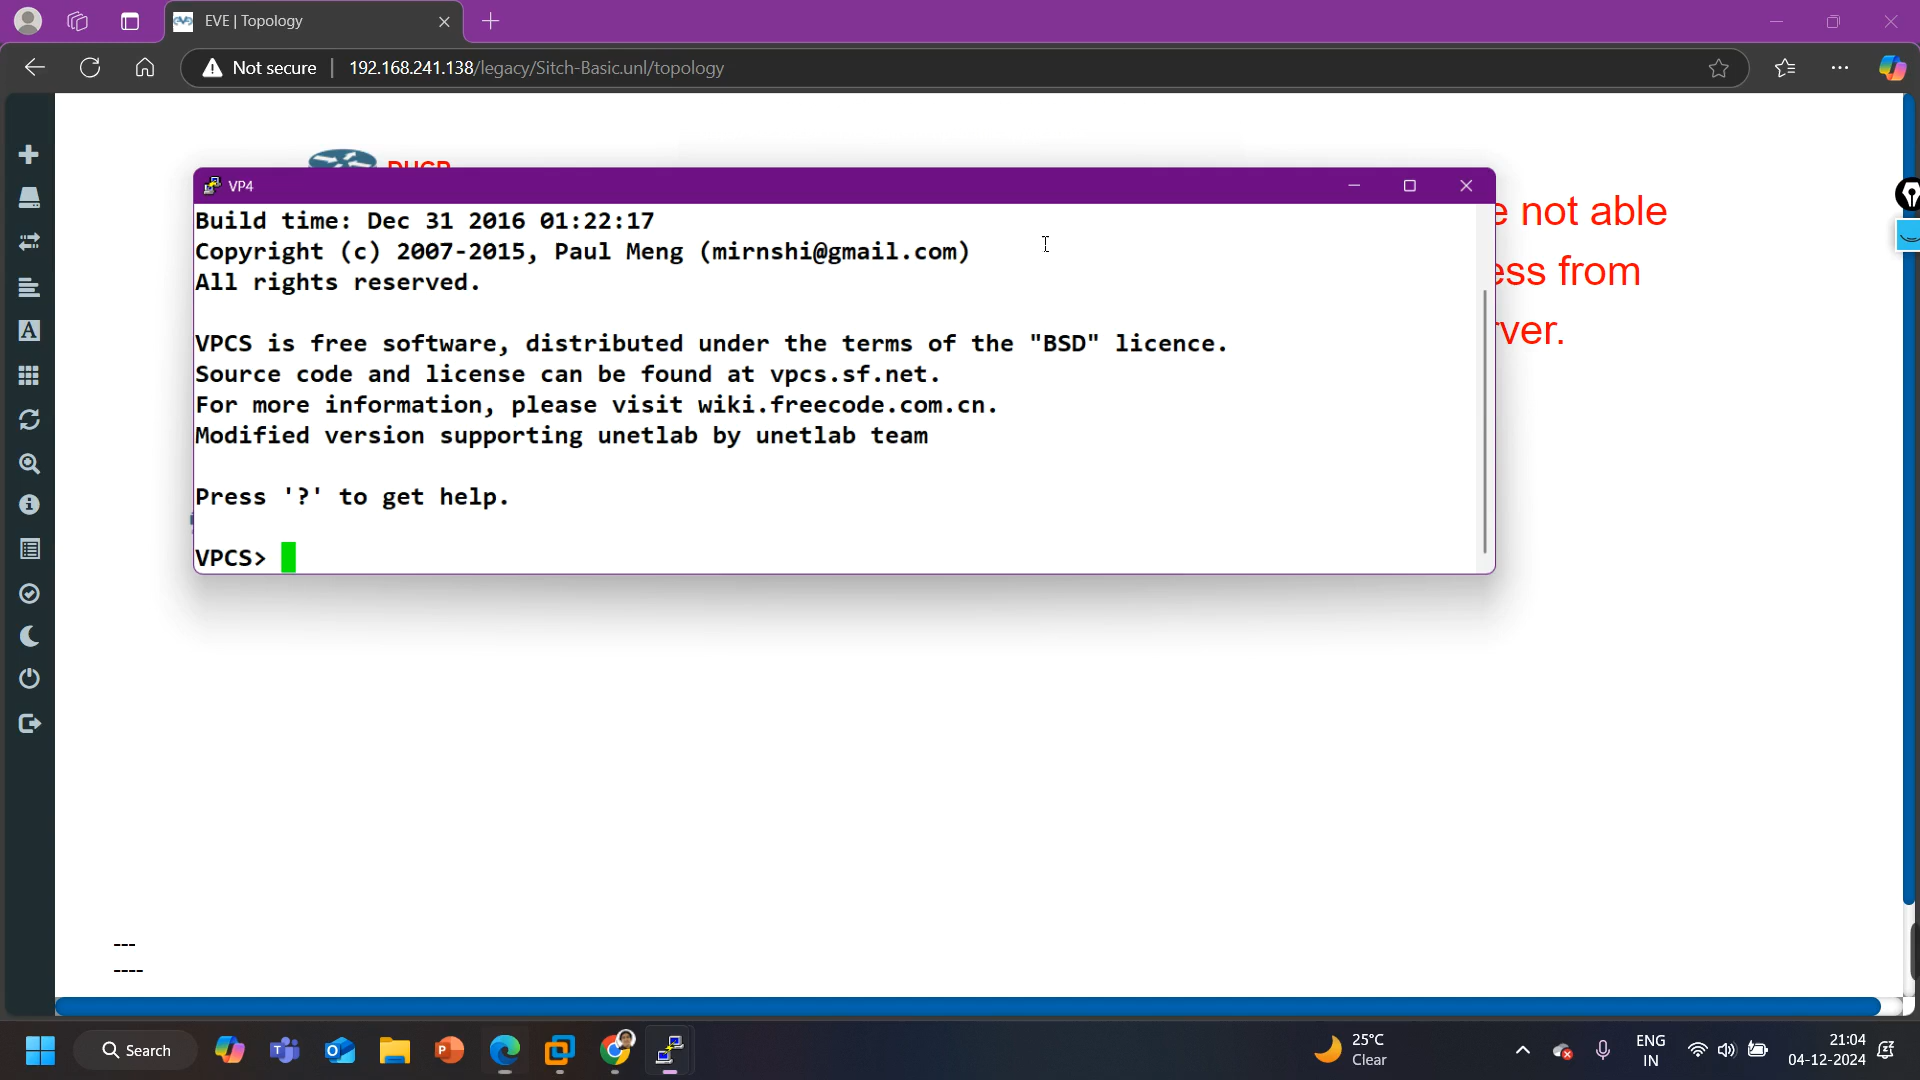 EVE | Topology
Not secure
192.168.241.138/legacy/Sitch-Basic.unl/topology
VP4
Build time: Dec 31 2016 01:22:17
Copyright (c) 2007-2015, Paul Meng (mirnshi@gmail.com)
All rights reserved.
VPCS is free software, distributed under the terms of the "BSD" licence.
Source code and license can be found at vpcs.sf.net.
For more information, please visit wiki.freecode.com.cn.
Modified version supporting unetlab by unetlab team
Press '?' to get help.
VPCS>
not able
from
---
----
Search
25°C
Clear
ENG
IN
21:04
04-12-2024